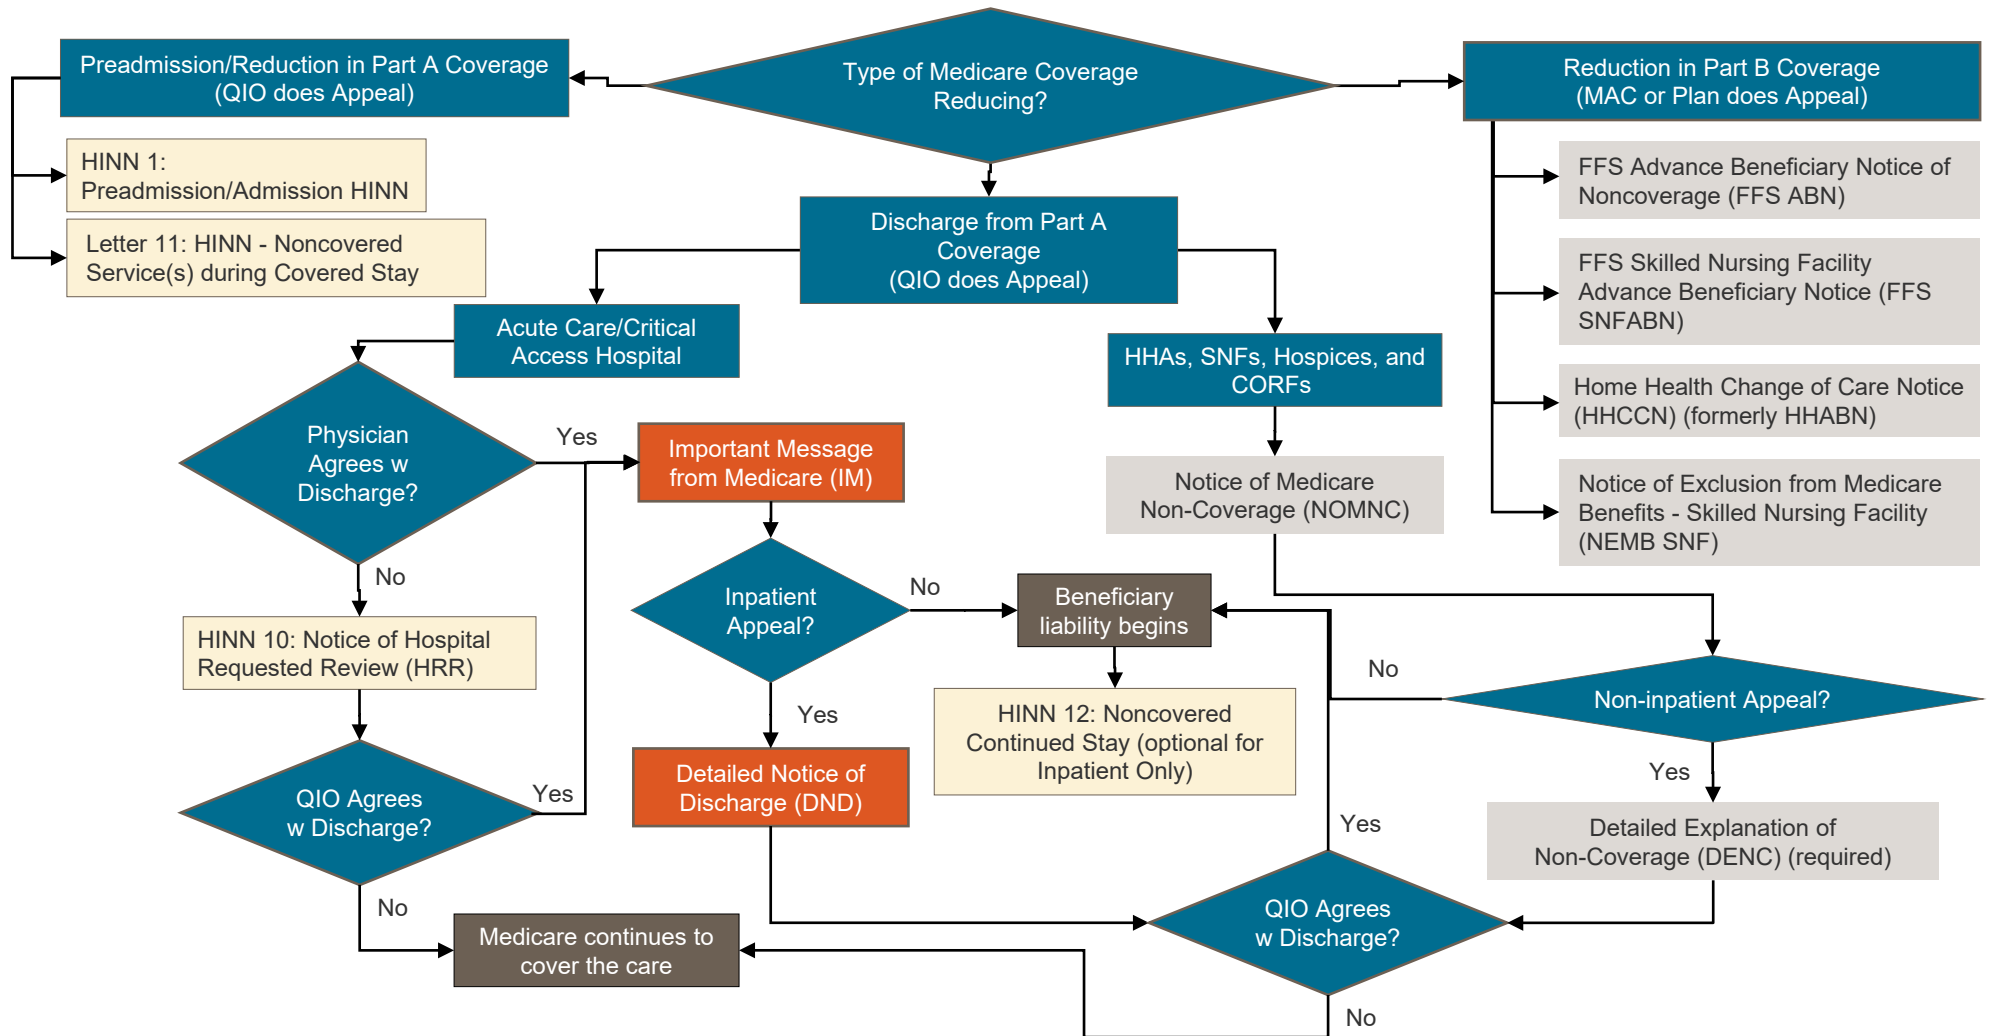 Preadmission/Reduction in Part A Coverage
(QIO does Appeal)
Type of Medicare Coverage
Reducing?
Reduction in Part B Coverage
(MAC or Plan does Appeal)
HINN 1:
Preadmission/Admission HINN
Letter 11: HINN - Noncovered
Service(s) during Covered Stay
FFS Advance Beneficiary Notice of
Noncoverage (FFS ABN)
FFS Skilled Nursing Facility
Advance Beneficiary Notice (FFS
SNFABN)
Home Health Change of Care Notice
(HHCCN) (formerly HHABN)
Notice of Exclusion from Medicare
Benefits - Skilled Nursing Facility
(NEMB SNF)
Discharge from Part A
Coverage
(QIO does Appeal)
Acute Care/Critical
Access Hospital
HHAs, SNFs, Hospices, and
CORFs
Physician
Agrees w
Discharge?
Yes
Important Message
from Medicare (IM)
Notice of Medicare
Non-Coverage (NOMNC)
No
HINN 10: Notice of Hospital
Requested Review (HRR)
Inpatient
Appeal?
No
Beneficiary
liability begins
HINN 12: Noncovered
Continued Stay (optional for
Inpatient Only)
No
Non-inpatient Appeal?
Yes
Yes
Detailed Notice of
Discharge (DND)
Detailed Explanation of
Non-Coverage (DENC) (required)
QIO Agrees
w Discharge?
Yes
Yes
No
Medicare continues to
cover the care
QIO Agrees
w Discharge?
No